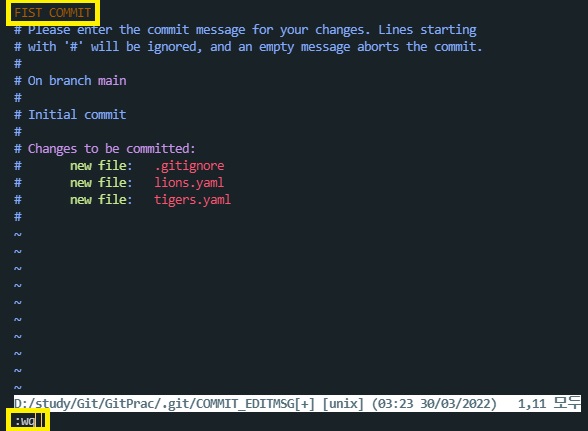 FIST COMMIT
# Please enter the commit message for your changes. Lines starting
# with '#' will be ignored, and an empty message aborts the commit.
#
# On branch main
#
# Initial commit
#
# Changes to be committed:
#       new file:   .gitignore
#       new file:   lions.yaml
#       new file:   tigers.yaml
#
~
~
~
~
~
~
~
~
~
~
D:/study/Git/GitPrac/.git/COMMIT_EDITMSG[+] [unix] (03:23 30/03/2022)   1,11 모두
:wq